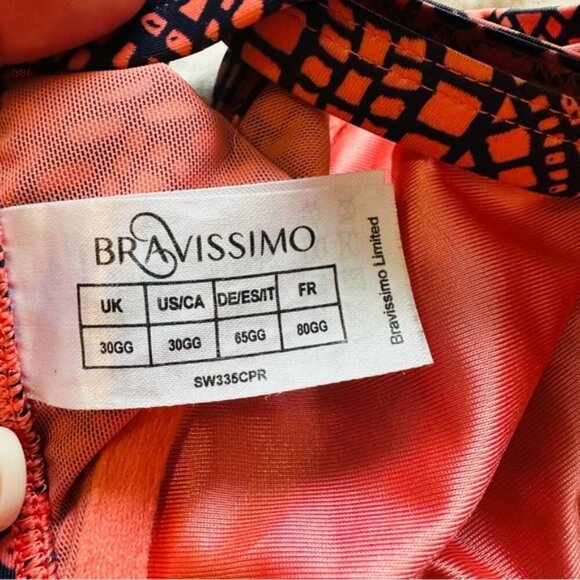 BRAVISSIMO
UK US/CA DE/ES/IT FR
30GG 30GG 65GG 80GG
SW335CPR
Bravissimo Limited